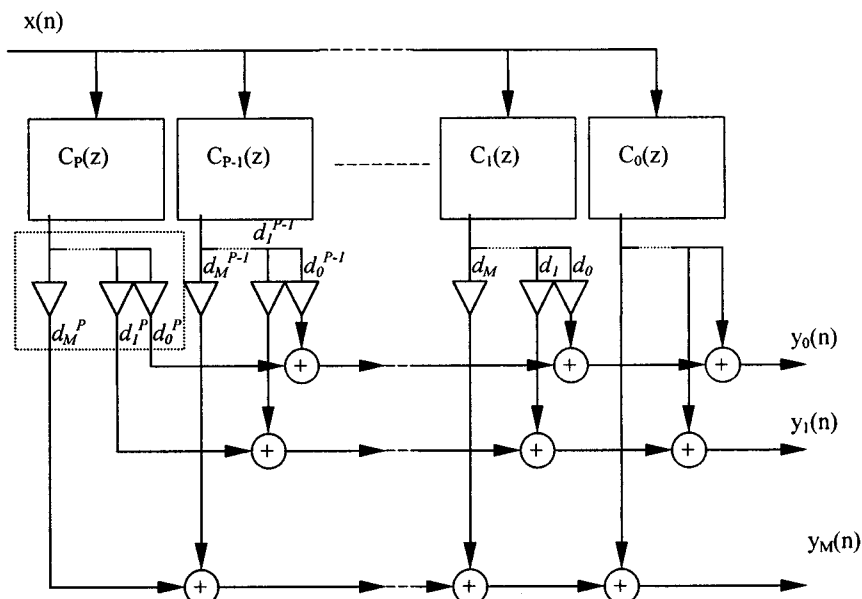 x(n)
C_P(z) C_{P-1}(z) C_1(z) C_0(z)
d_1^{P-1}
d_M^{P-1} d_0^{P-1} d_M d_1 d_0
d_M^P d_1^P d_0^P
+ + + y_0(n)
+ + + y_1(n)
+ + + y_M(n)